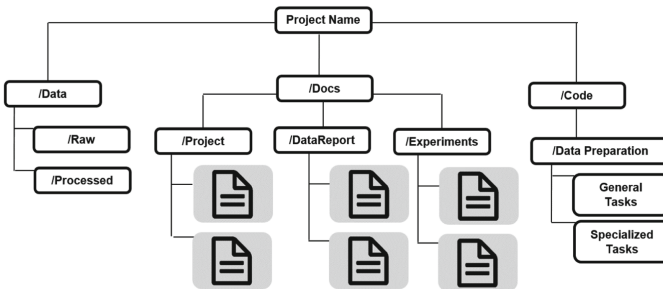 Project Name
/Data
/Docs
/Code
/Raw
/Project
/DataReport
/Experiments
/Data Preparation
/Processed
General
Tasks
Specialized
Tasks